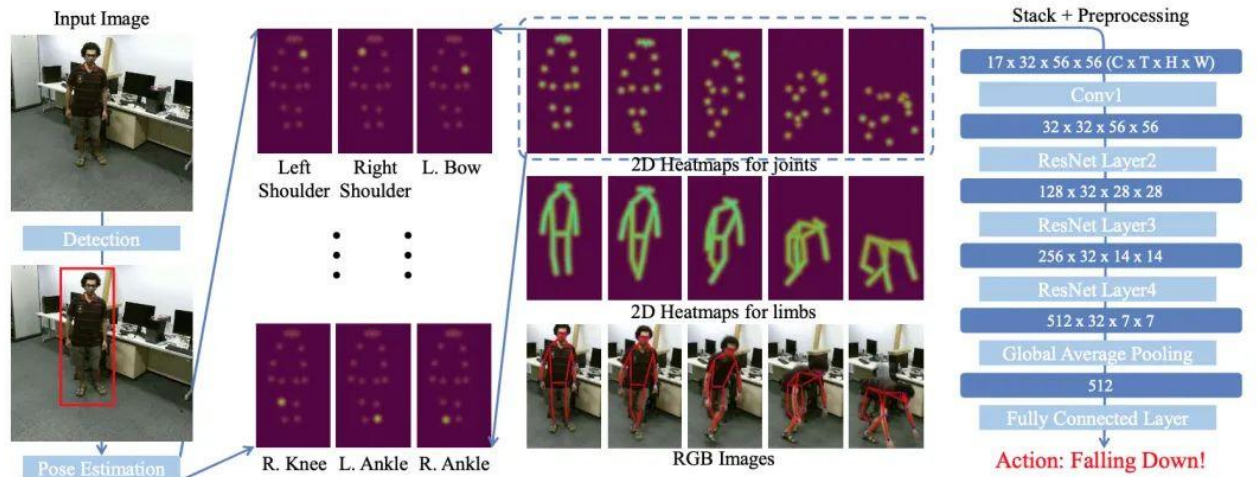 Input Image
Detection
Pose Estimation
Left
Shoulder
Right
Shoulder
L. Bow
R. Knee
L. Ankle
R. Ankle
2D Heatmaps for joints
2D Heatmaps for limbs
RGB Images
Stack + Preprocessing
17 x 32 x 56 x 56 (C x T x H x W)
Conv1
32 x 32 x 56 x 56
ResNet Layer2
128 x 32 x 28 x 28
ResNet Layer3
256 x 32 x 14 x 14
ResNet Layer4
512 x 32 x 7 x 7
Global Average Pooling
512
Fully Connected Layer
Action: Falling Down!